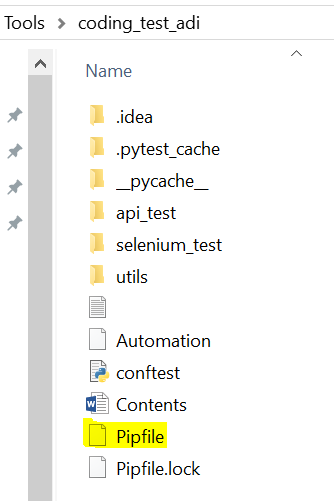 Tools > coding_test_adi
Name
.idea
.pytest_cache
__pycache__
api_test
selenium_test
utils
Automation
conftest
Contents
Pipfile
Pipfile.lock